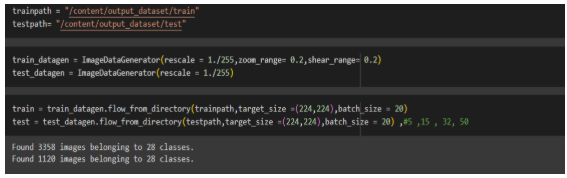 trainpath = "/content/output_dataset/train"
testpath= "/content/output_dataset/test"
train_datagen = ImageDataGenerator(rescale = 1./255,zoom_range= 0.2,shear_range= 0.2)
test_datagen = ImageDataGenerator(rescale = 1./255)
train = train_datagen.flow_from_directory(trainpath,target_size =(224,224),batch_size = 20)
test = test_datagen.flow_from_directory(testpath,target_size =(224,224),batch_size = 20) ,#5 ,15 , 32, 50
Found 3358 images belonging to 28 classes.
Found 1120 images belonging to 28 classes.